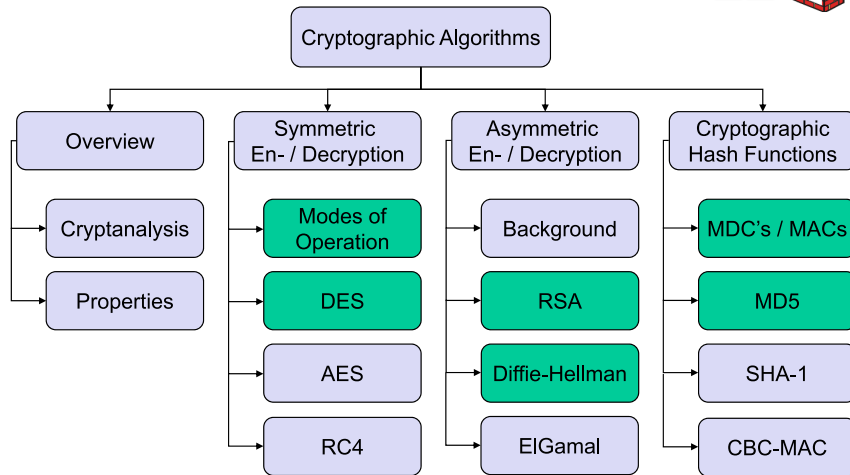 Cryptographic Algorithms
Overview
Symmetric
En- / Decryption
Asymmetric
En- / Decryption
Cryptographic
Hash Functions
Cryptanalysis
Modes of
Operation
Background
MDC's / MACs
Properties
DES
RSA
MD5
AES
Diffie-Hellman
SHA-1
RC4
ElGamal
CBC-MAC